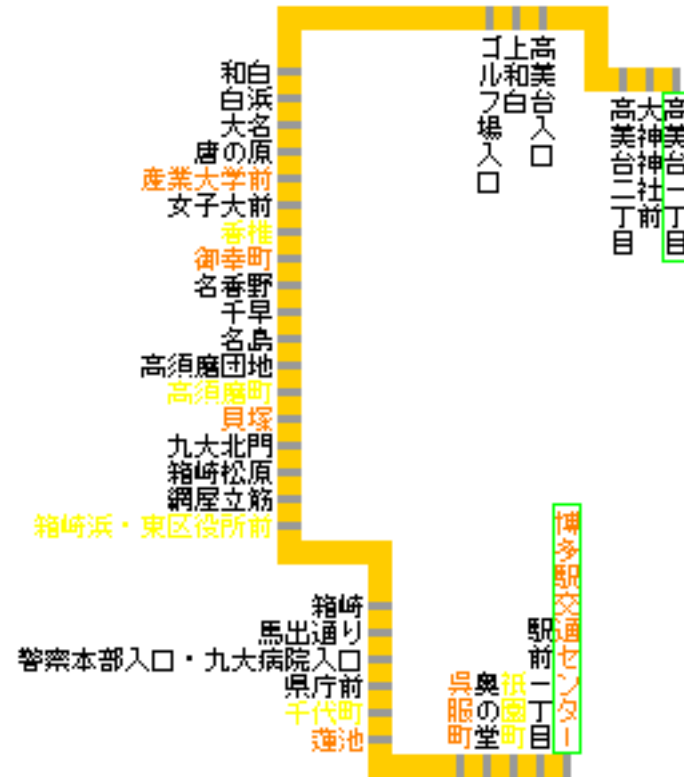 高美台一丁目
大神神社前
高美台二丁目
高美台入口
上和白
ゴルフ場入口
和白
白浜
大名
唐の原
産業大学前
女子大前
香椎
御幸町
名香野
千早
名島
高須磨団地
高須磨町
貝塚
九大北門
箱崎松原
網屋立筋
箱崎浜・東区役所前
箱崎
馬出通り
警察本部入口・九大病院入口
県庁前
千代町
蓮池
呉服町
奥の堂
祇園町
駅前一丁目
博多駅交通センター